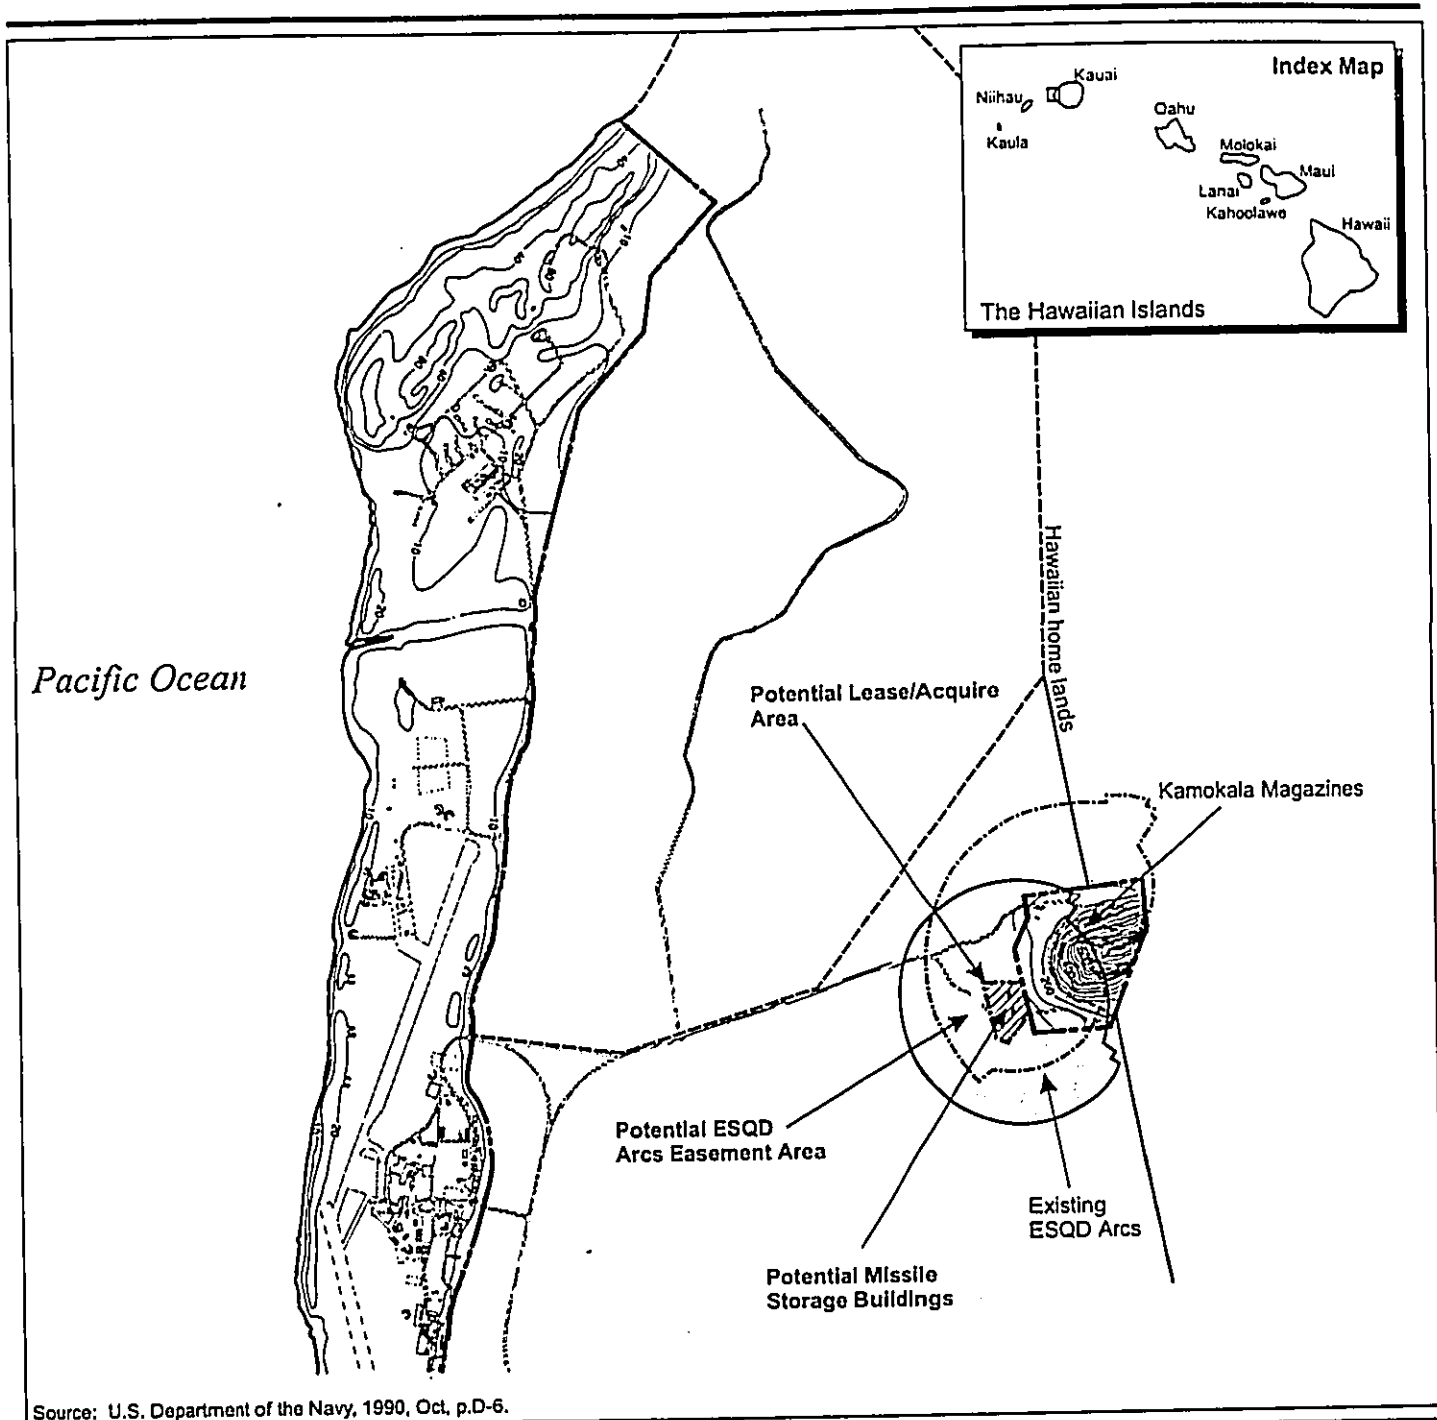 Index Map
Kauai
Niihau
Kaula
Oahu
Molokai
Maui
Lanai
Kahoolawe
Hawaii
The Hawaiian Islands
Hawaiian home lands
Pacific Ocean
Potential Lease/Acquire
Area
Kamokala Magazines
Potential ESQD
Arcs Easement Area
Existing
ESQD Arcs
Potential Missile
Storage Buildings
Source: U.S. Department of the Navy, 1990, Oct, p.D-6.